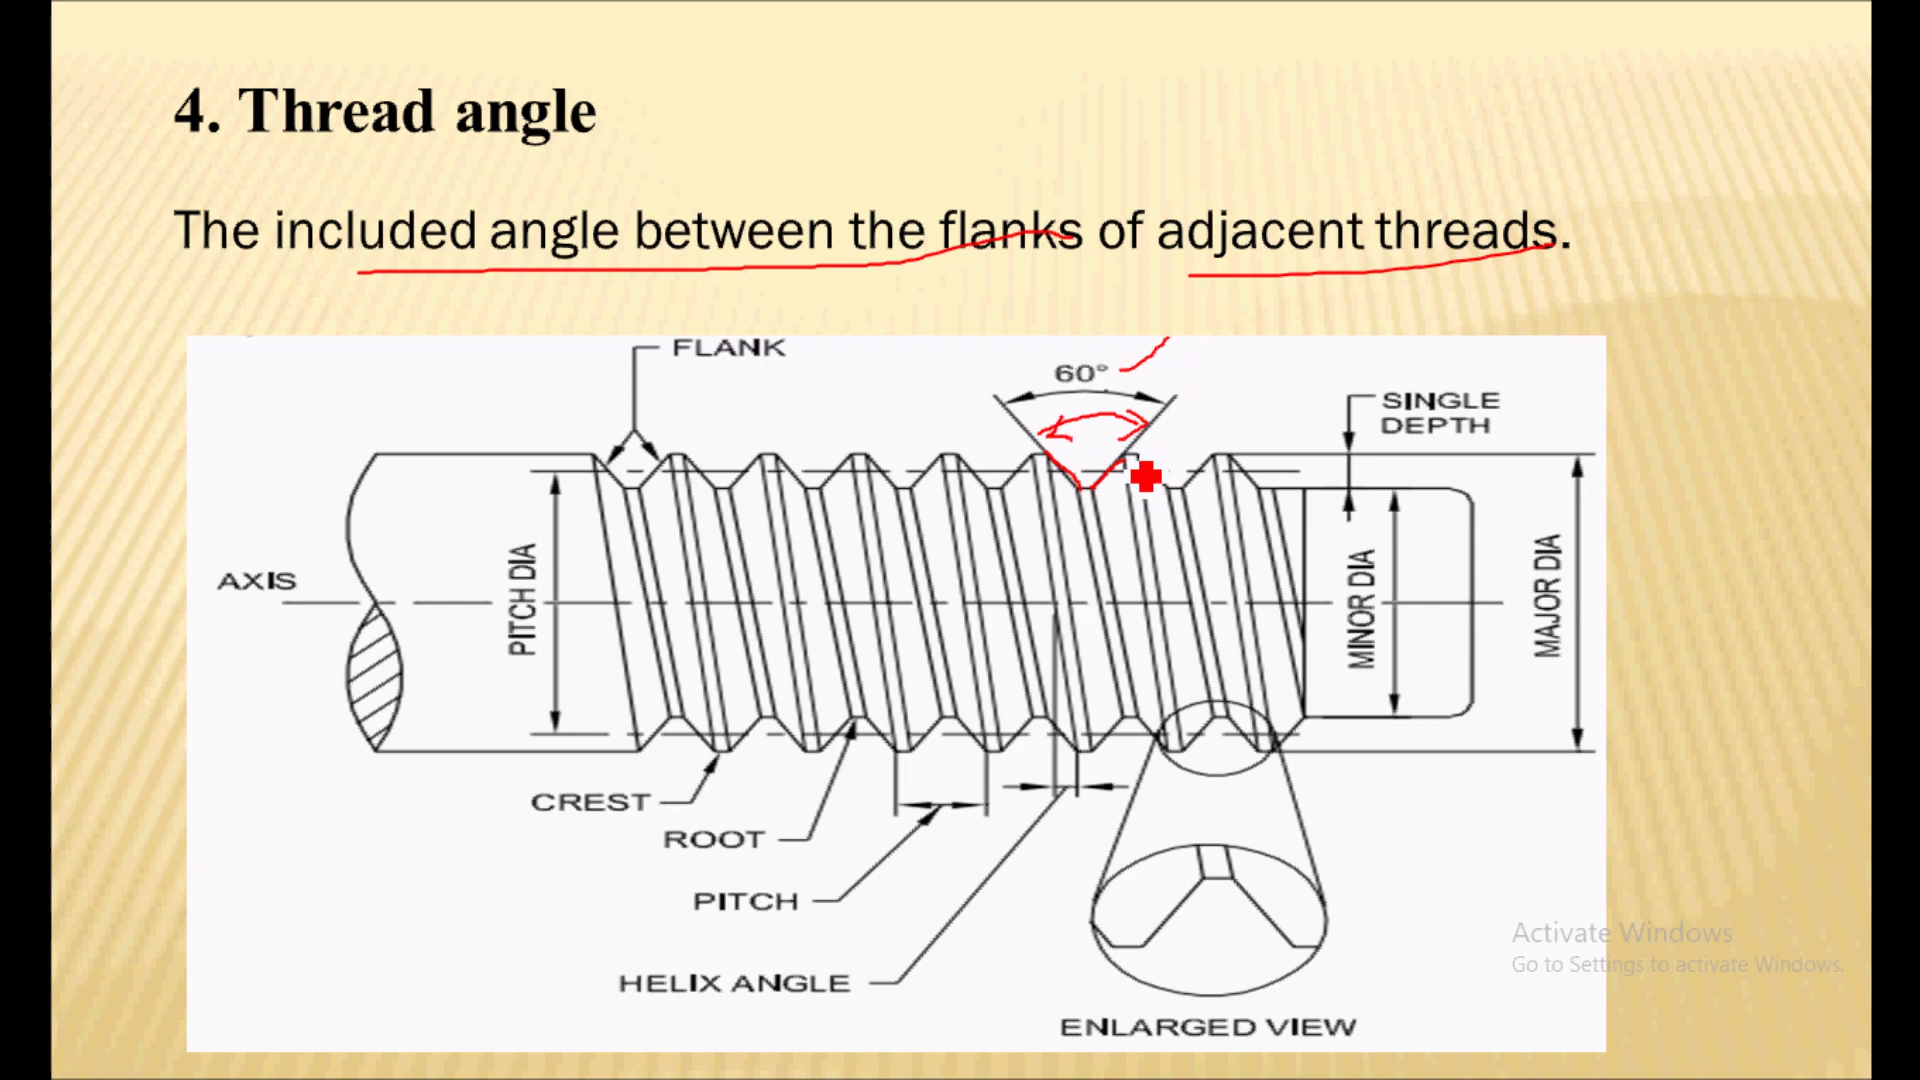 4. Thread angle
The included angle between the flanks of adjacent threads.
FLANK
60°
SINGLE
DEPTH
AXIS
PITCH DIA
MINOR DIA
MAJOR DIA
CREST
ROOT
PITCH
HELIX ANGLE
ENLARGED VIEW
Activate Windows
Go to Settings to activate Windows.